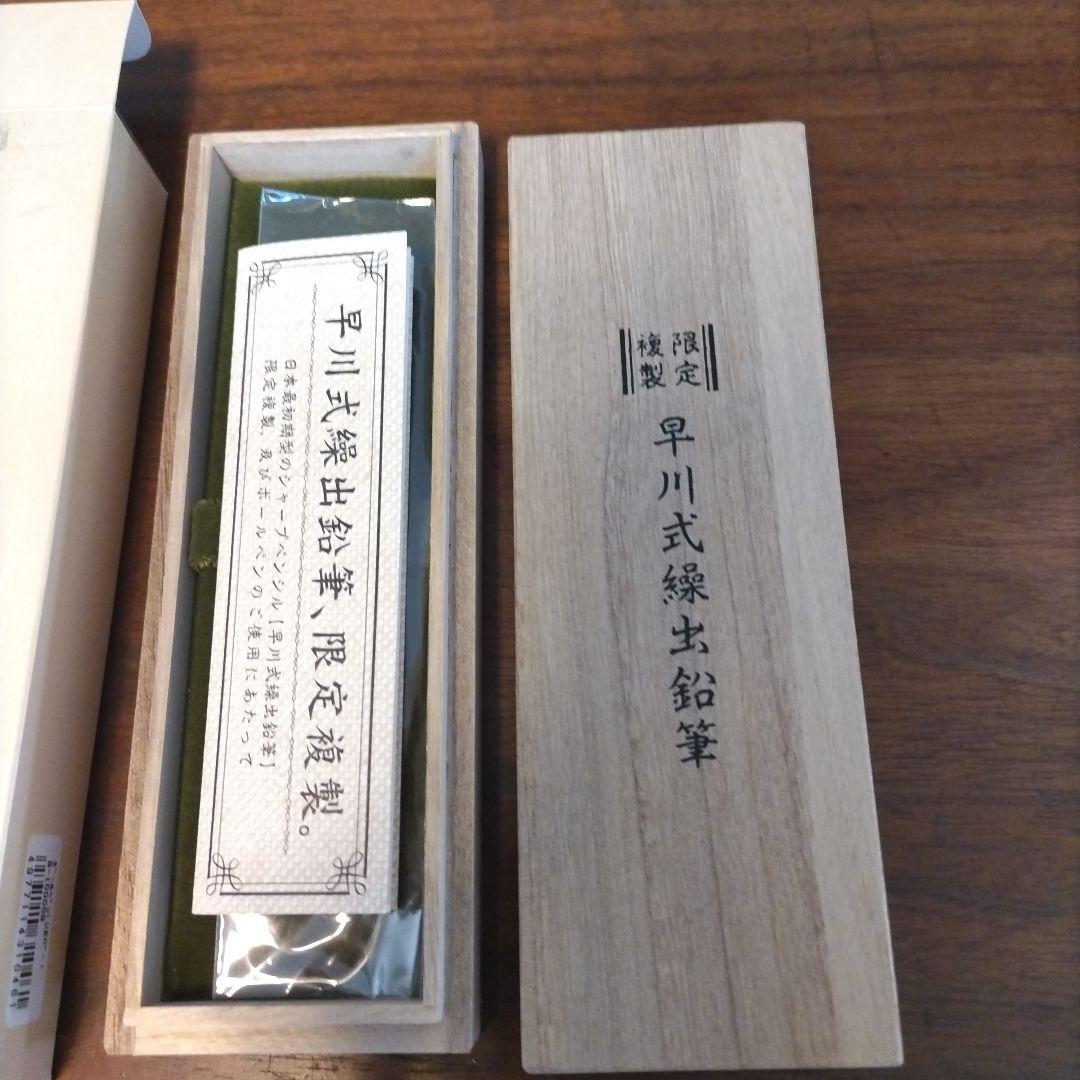 限定
複製
早川式繰出鉛筆
早川式繰出鉛筆、限定複製。
日本最初期型のシャープペンシル【早川式繰出鉛筆】
限定複製、及びボールペンのご使用にあたって